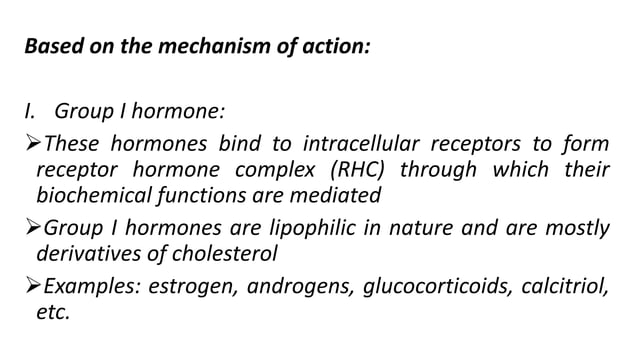 Based on the mechanism of action:
I. Group I hormone:
➢These hormones bind to intracellular receptors to form
receptor hormone complex (RHC) through which their
biochemical functions are mediated
➢Group I hormones are lipophilic in nature and are mostly
derivatives of cholesterol
➢Examples: estrogen, androgens, glucocorticoids, calcitriol,
etc.